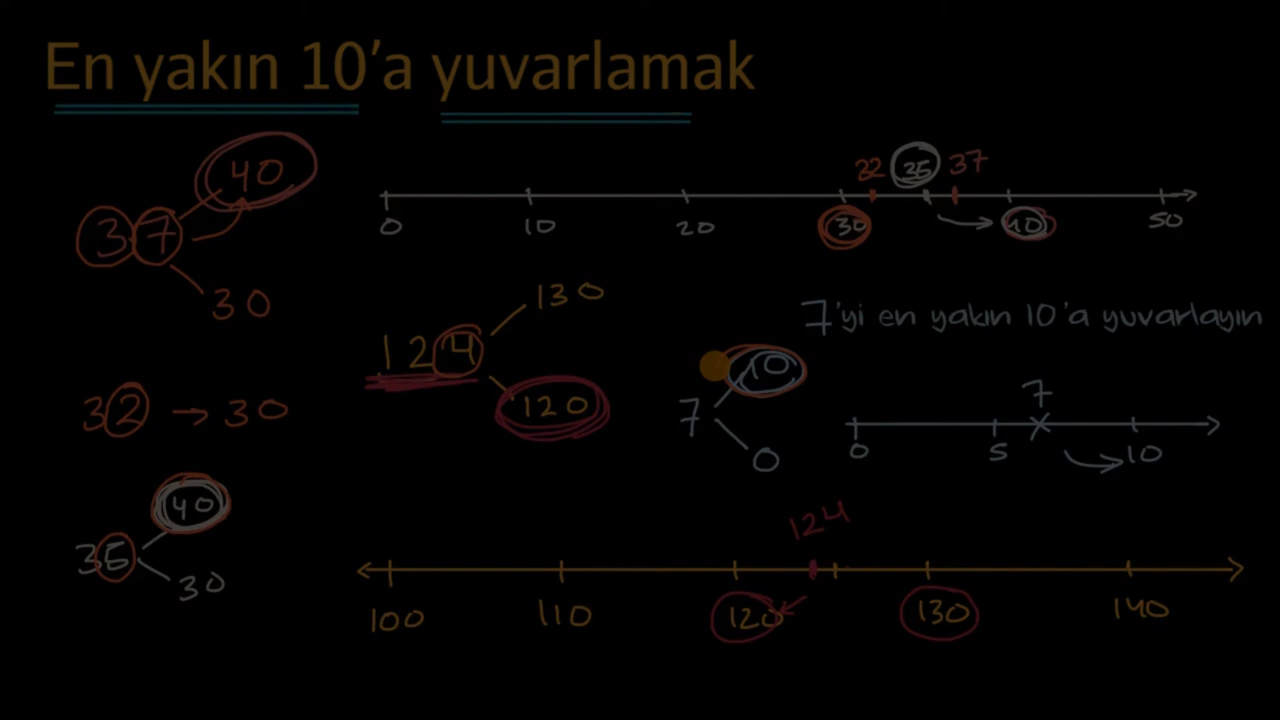 En yakın 10'a yuvarlamak
40
37
30
32 → 30
40
35
30
32 35 37
0 10 20 30 40 50
130
124
120
7'yi en yakın 10'a yuvarlayın
10
7
0
7
0 5 10
124
100 110 120 130 140